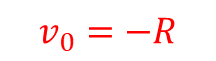 v₀ = −R